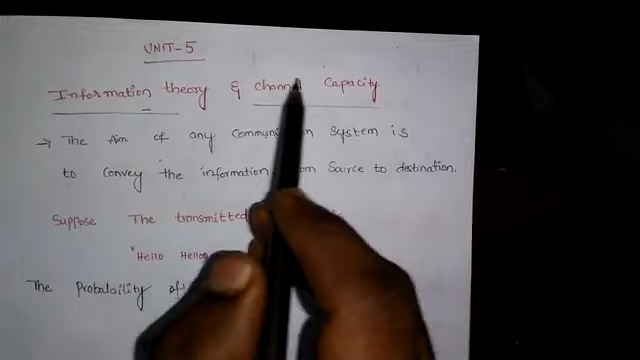 UNIT-5
Information theory & channel Capacity
→ The Aim of any Communication System is
to Convey the information from Source to destination.
Suppose The transmitted
"Hello Hello
The Probability of